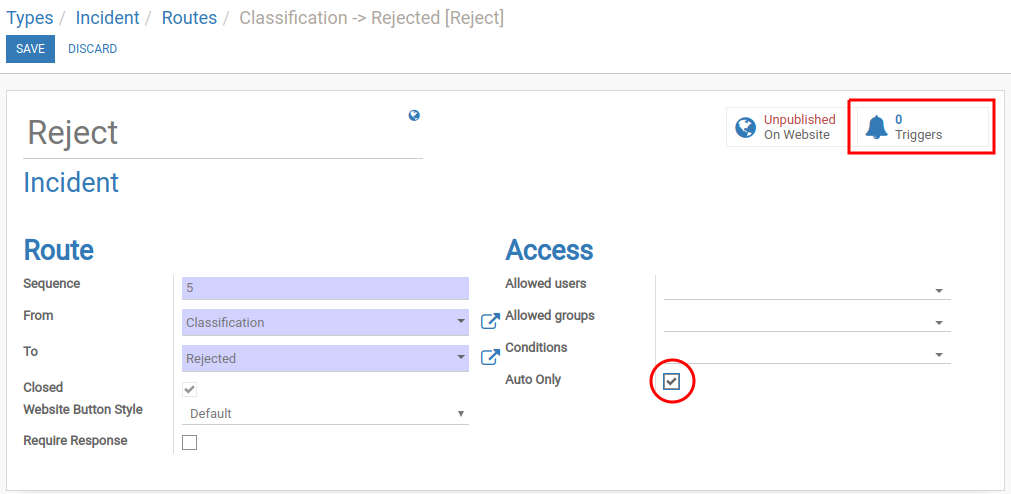 Types / Incident / Routes / Classification -> Rejected [Reject]
SAVE DISCARD
Reject
Unpublished
On Website
0
Triggers
Incident
Route
Sequence 5
From Classification
To Rejected
Closed
Website Button Style Default
Require Response
Access
Allowed users
Allowed groups
Conditions
Auto Only